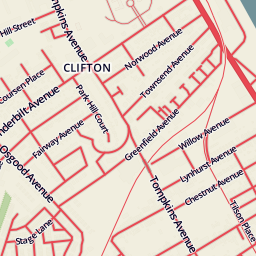 Hill Street
Tompkins Avenue
Norwood Avenue
CLIFTON
Townsend Avenue
Coursen Place
Vanderbilt Avenue
Park Hill Court
Fairway Avenue
Greenfield Avenue
Willow Avenue
Osgood Avenue
Lynhurst Avenue
Chestnut Avenue
Tompkins Avenue
Tilson Place
Stage Lane